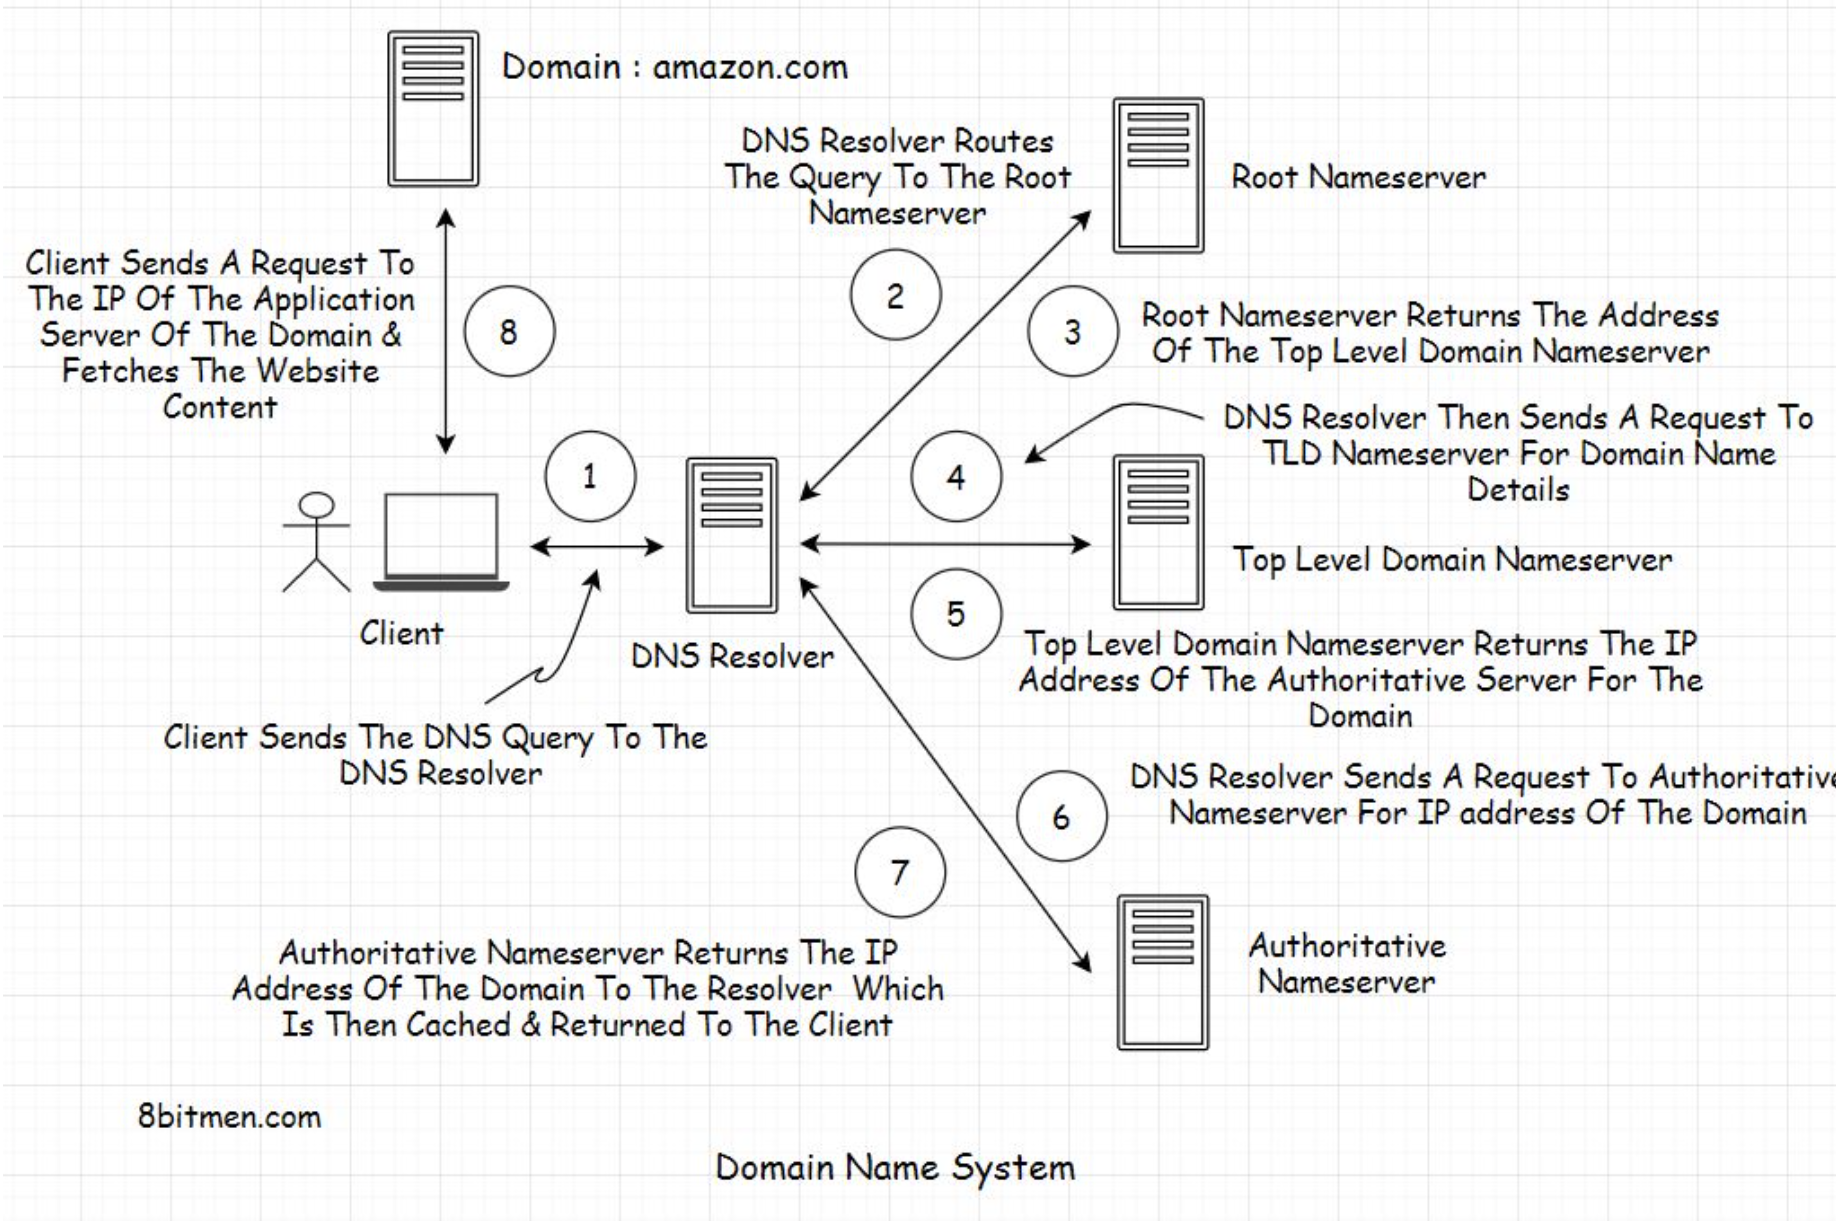 Domain : amazon.com
DNS Resolver Routes
The Query To The Root
Nameserver
Root Nameserver
Client Sends A Request To
The IP Of The Application
Server Of The Domain &
Fetches The Website
Content
8
2
3
Root Nameserver Returns The Address
Of The Top Level Domain Nameserver
DNS Resolver Then Sends A Request To
TLD Nameserver For Domain Name
Details
1
4
Top Level Domain Nameserver
5
Client
DNS Resolver
Top Level Domain Nameserver Returns The IP
Address Of The Authoritative Server For The
Domain
Client Sends The DNS Query To The
DNS Resolver
6
DNS Resolver Sends A Request To Authoritative
Nameserver For IP address Of The Domain
7
Authoritative Nameserver Returns The IP
Address Of The Domain To The Resolver Which
Is Then Cached & Returned To The Client
Authoritative
Nameserver
8bitmen.com
Domain Name System